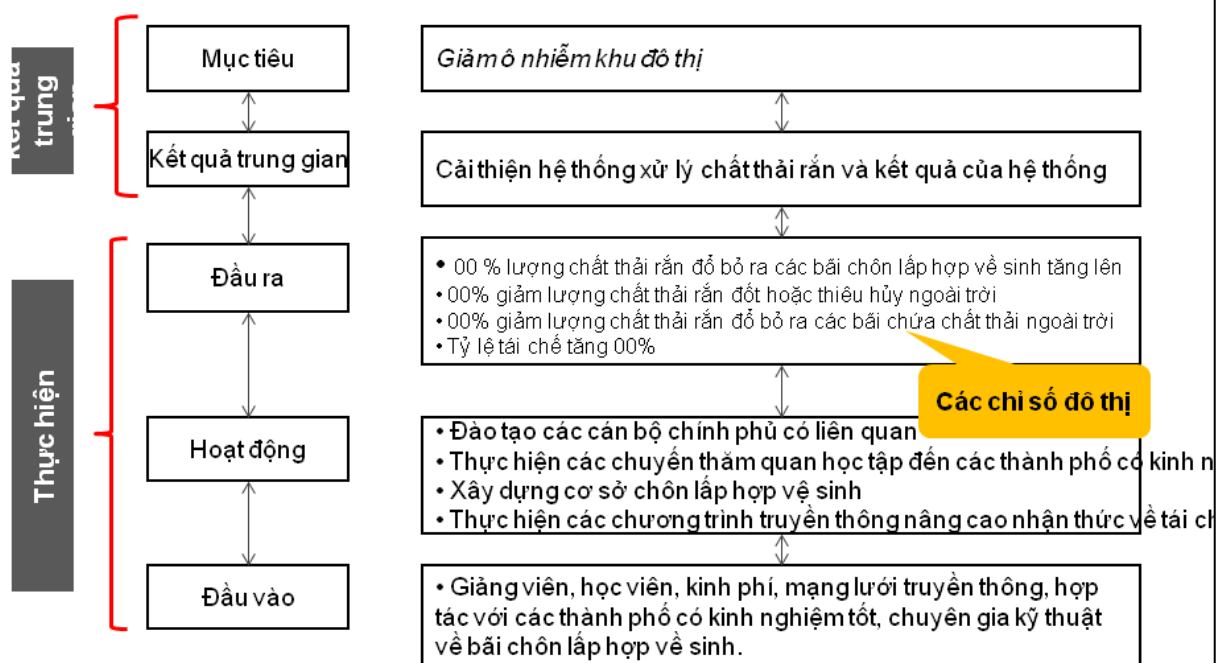 Kết quả
trung
Mục tiêu
Giảm ô nhiễm khu đô thị
Kết quả trung gian
Cải thiện hệ thống xử lý chất thải rắn và kết quả của hệ thống
Thực hiện
Đầu ra
• 00 % lượng chất thải rắn đổ bỏ ra các bãi chôn lấp hợp về sinh tăng lên
• 00% giảm lượng chất thải rắn đốt hoặc thiêu hủy ngoài trời
• 00% giảm lượng chất thải rắn đổ bỏ ra các bãi chứa chất thải ngoài trời
• Tỷ lệ tái chế tăng 00%
Các chỉ số đô thị
Hoạt động
• Đào tạo các cán bộ chính phủ có liên quan
• Thực hiện các chuyến thăm quan học tập đến các thành phố có kinh n
• Xây dựng cơ sở chôn lấp hợp vệ sinh
• Thực hiện các chương trình truyền thông nâng cao nhận thức về tái ch
Đầu vào
• Giảng viên, học viên, kinh phí, mạng lưới truyền thông, hợp
tác với các thành phố có kinh nghiệm tốt, chuyên gia kỹ thuật
về bãi chôn lấp hợp về sinh.